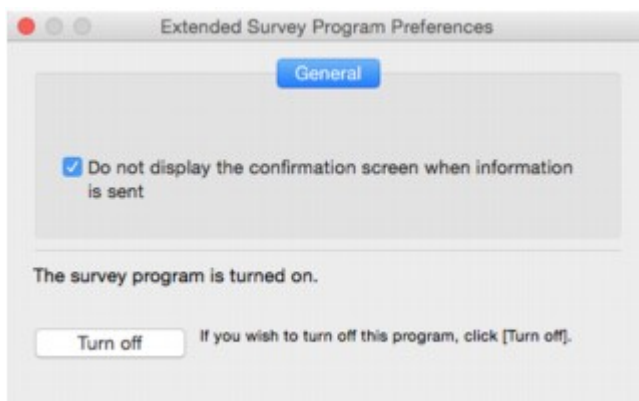 Extended Survey Program Preferences
General
Do not display the confirmation screen when information
is sent
The survey program is turned on.
Turn off
If you wish to turn off this program, click [Turn off].